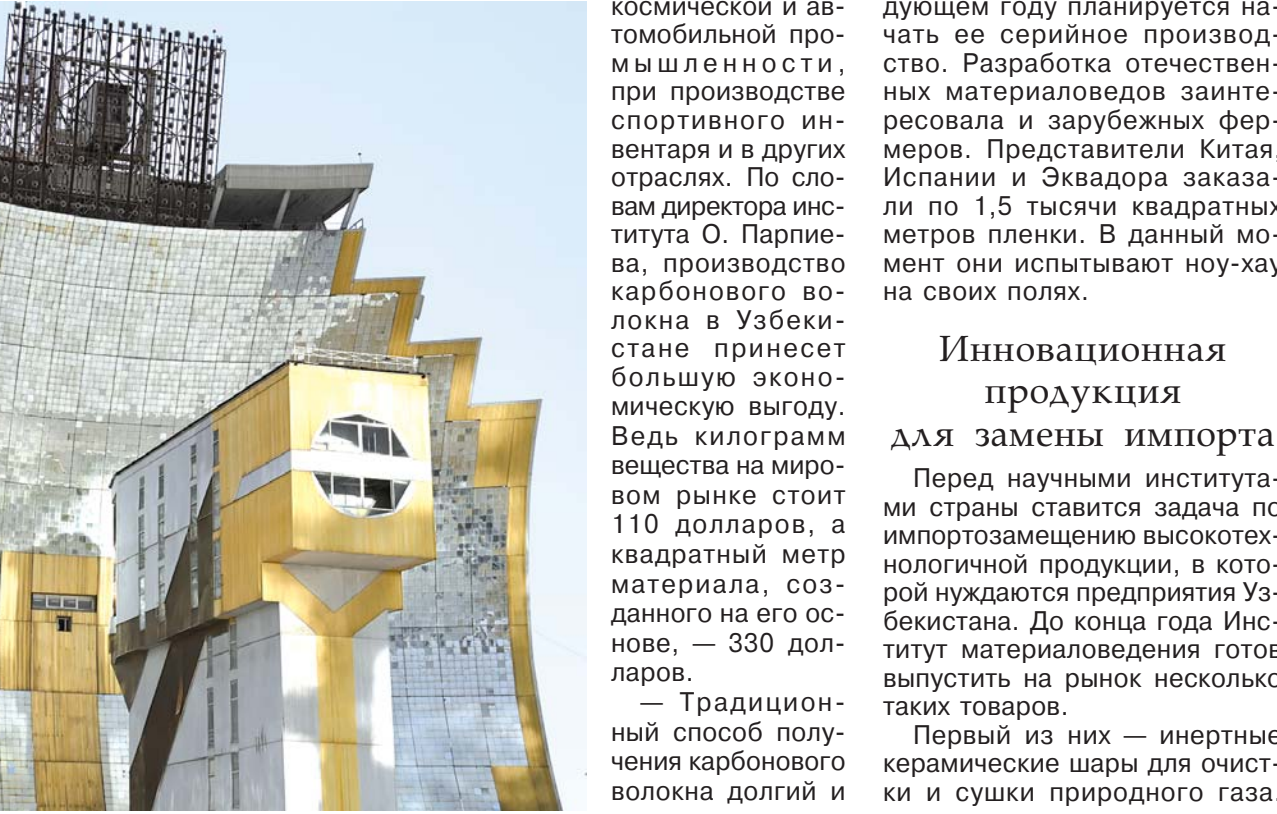 космической и ав-
томобильной про-
мышленности,
при производстве
спортивного ин-
вентаря и в других
отраслях. По сло-
вам директора инс-
титута О. Парпие-
ва, производство
карбонового во-
локна в Узбеки-
стане принесет
большую эконо-
мическую выгоду.
Ведь килограмм
вещества на миро-
вом рынке стоит
110 долларов, а
квадратный метр
материала, соз-
данного на его ос-
нове, — 330 дол-
ларов.
— Традицион-
ный способ полу-
чения карбонового
волокна долгий и
дующем году планируется на-
чать ее серийное производ-
ство. Разработка отечествен-
ных материаловедов заинте-
ресовала и зарубежных фер-
меров. Представители Китая,
Испании и Эквадора заказа-
ли по 1,5 тысячи квадратных
метров пленки. В данный мо-
мент они испытывают ноу-хау
на своих полях.
Инновационная
продукция
для замены импорта
Перед научными института-
ми страны ставится задача по
импортозамещению высокотех-
нологичной продукции, в кото-
рой нуждаются предприятия Уз-
бекистана. До конца года Инс-
титут материаловедения готов
выпустить на рынок несколько
таких товаров.
Первый из них — инертные
керамические шары для очист-
ки и сушки природного газа.